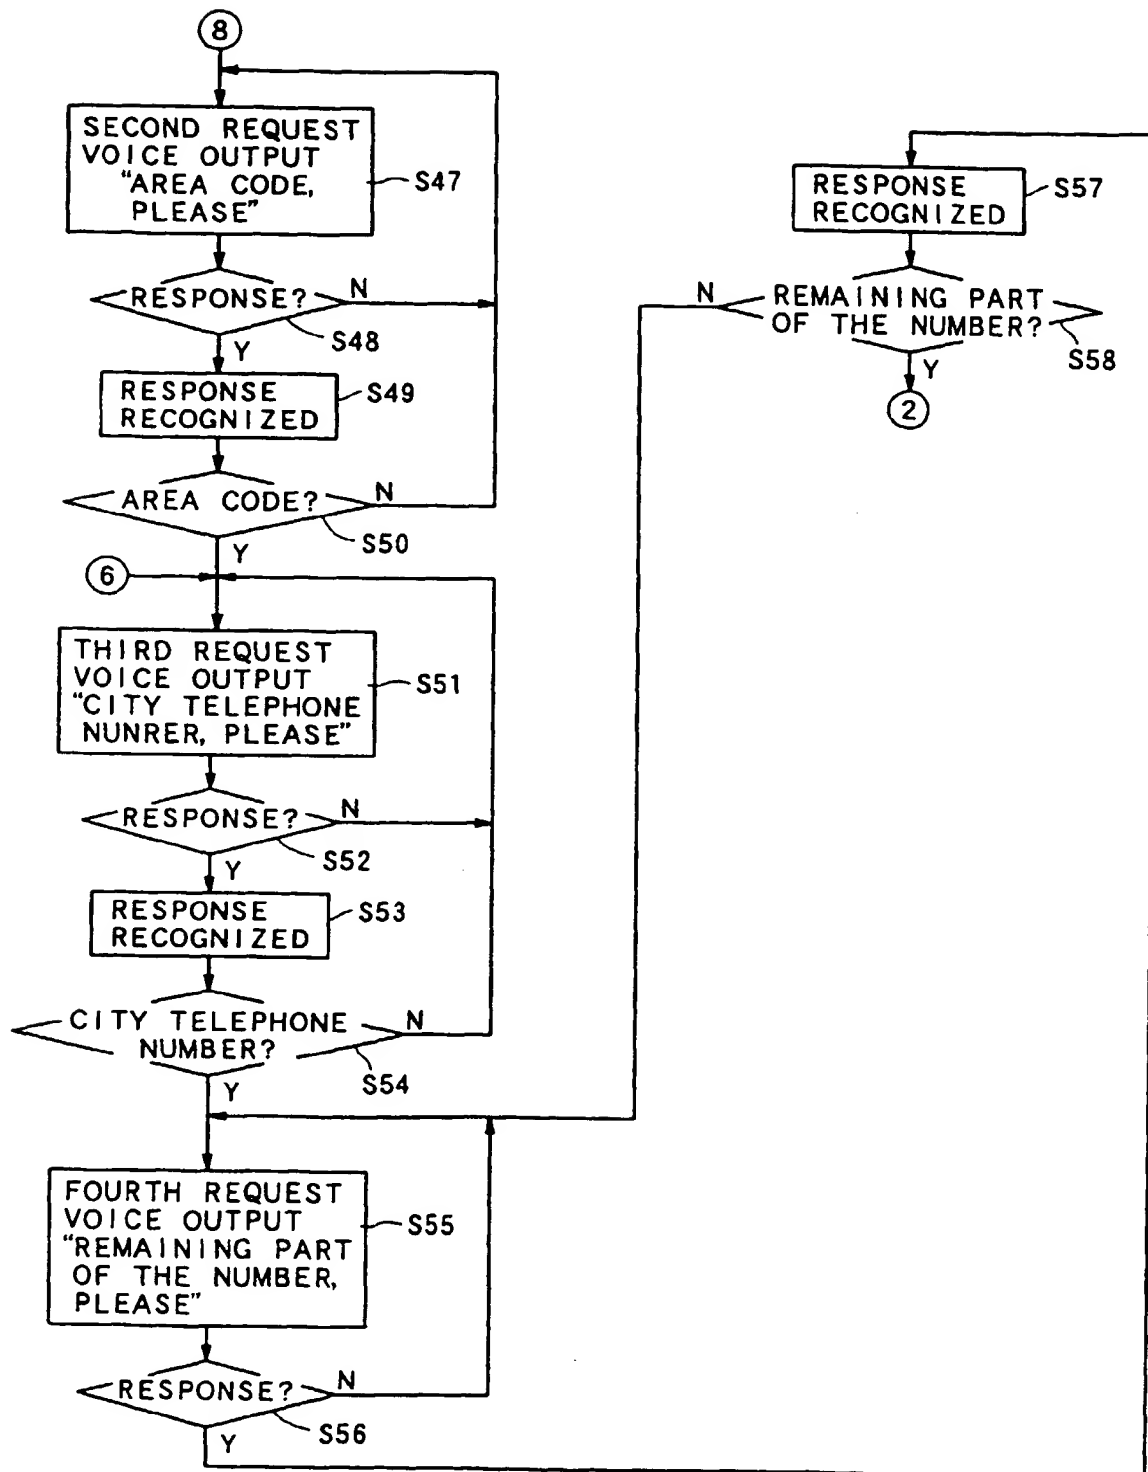 8
SECOND REQUEST
VOICE OUTPUT
"AREA CODE,
PLEASE"
S47
RESPONSE?
N
S48
Y
RESPONSE
RECOGNIZED
S49
AREA CODE?
N
S50
Y
6
THIRD REQUEST
VOICE OUTPUT
"CITY TELEPHONE
NUNRER, PLEASE"
S51
RESPONSE?
N
S52
Y
RESPONSE
RECOGNIZED
S53
CITY TELEPHONE
NUMBER?
N
S54
Y
FOURTH REQUEST
VOICE OUTPUT
"REMAINING PART
OF THE NUMBER,
PLEASE"
S55
RESPONSE?
N
S56
Y
RESPONSE
RECOGNIZED
S57
N
REMAINING PART
OF THE NUMBER?
S58
Y
2